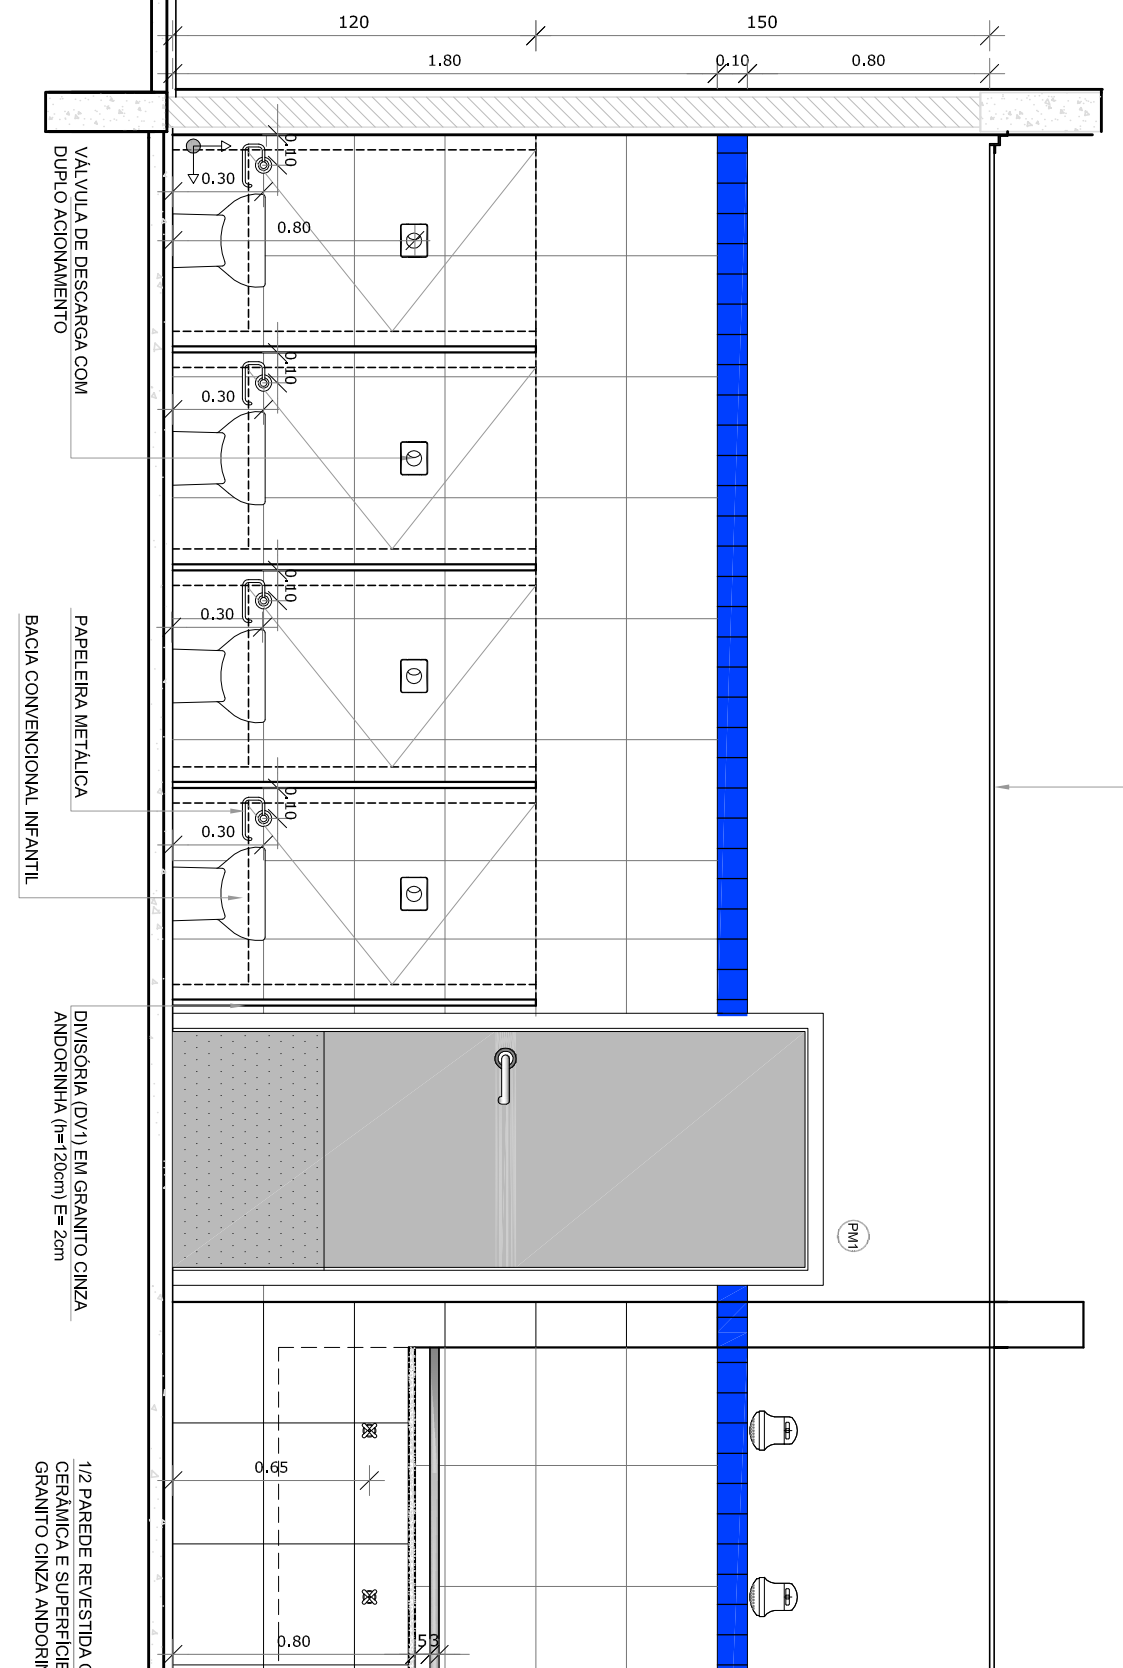 120
150
1.80
0.10
0.80
0.10
0.30
0.80
VÁLVULA DE DESCARGA COM
DUPLO ACIONAMENTO
0.10
0.30
0.10
0.30
PAPELEIRA METÁLICA
BACIA CONVENCIONAL INFANTIL
0.10
0.30
DIVISÓRIA (DV1) EM GRANITO CINZA
ANDORINHA (h=120cm) E= 2cm
PM1
0.65
1/2 PAREDE REVESTIDA
CERÂMICA E SUPERFÍCIE
GRANITO CINZA
0.80
53